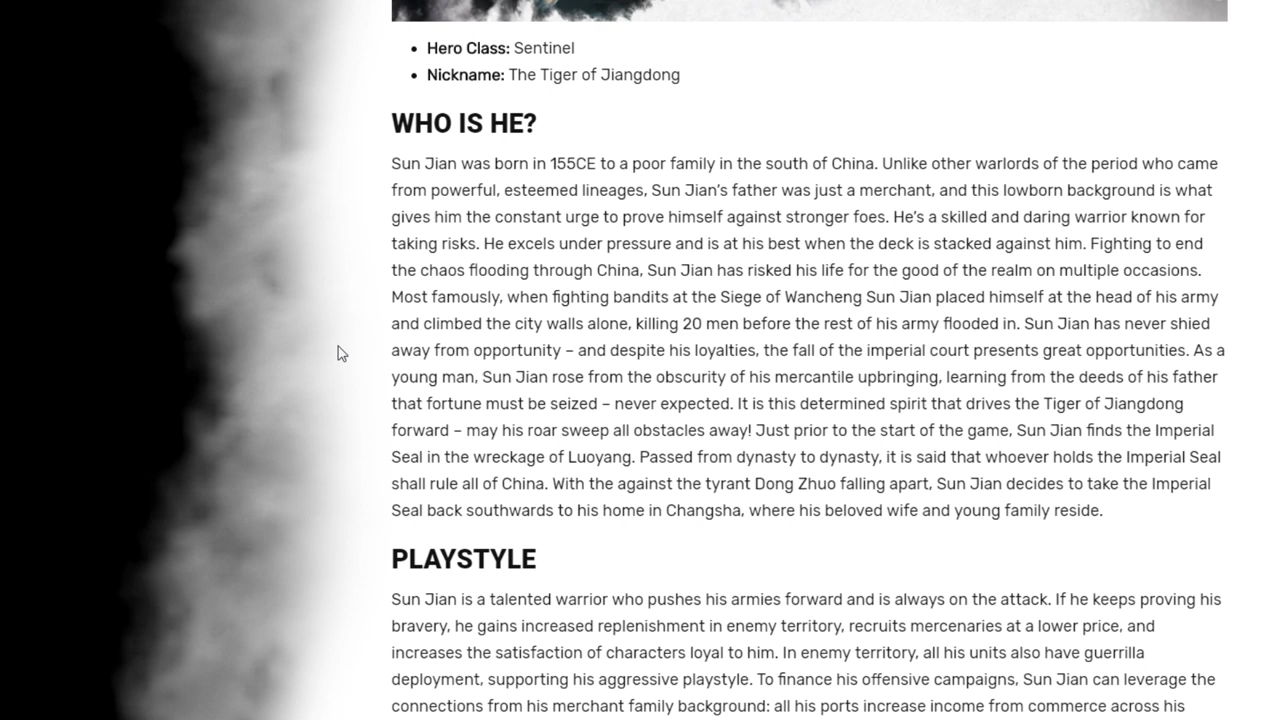 Hero Class: Sentinel
Nickname: The Tiger of Jiangdong
WHO IS HE?
Sun Jian was born in 155CE to a poor family in the south of China. Unlike other warlords of the period who came
from powerful, esteemed lineages, Sun Jian’s father was just a merchant, and this lowborn background is what
gives him the constant urge to prove himself against stronger foes. He’s a skilled and daring warrior known for
taking risks. He excels under pressure and is at his best when the deck is stacked against him. Fighting to end
the chaos flooding through China, Sun Jian has risked his life for the good of the realm on multiple occasions.
Most famously, when fighting bandits at the Siege of Wancheng Sun Jian placed himself at the head of his army
and climbed the city walls alone, killing 20 men before the rest of his army flooded in. Sun Jian has never shied
away from opportunity – and despite his loyalties, the fall of the imperial court presents great opportunities. As a
young man, Sun Jian rose from the obscurity of his mercantile upbringing, learning from the deeds of his father
that fortune must be seized – never expected. It is this determined spirit that drives the Tiger of Jiangdong
forward – may his roar sweep all obstacles away! Just prior to the start of the game, Sun Jian finds the Imperial
Seal in the wreckage of Luoyang. Passed from dynasty to dynasty, it is said that whoever holds the Imperial Seal
shall rule all of China. With the against the tyrant Dong Zhuo falling apart, Sun Jian decides to take the Imperial
Seal back southwards to his home in Changsha, where his beloved wife and young family reside.
PLAYSTYLE
Sun Jian is a talented warrior who pushes his armies forward and is always on the attack. If he keeps proving his
bravery, he gains increased replenishment in enemy territory, recruits mercenaries at a lower price, and
increases the satisfaction of characters loyal to him. In enemy territory, all his units also have guerrilla
deployment, supporting his aggressive playstyle. To finance his offensive campaigns, Sun Jian can leverage the
connections from his merchant family background: all his ports increase income from commerce across his